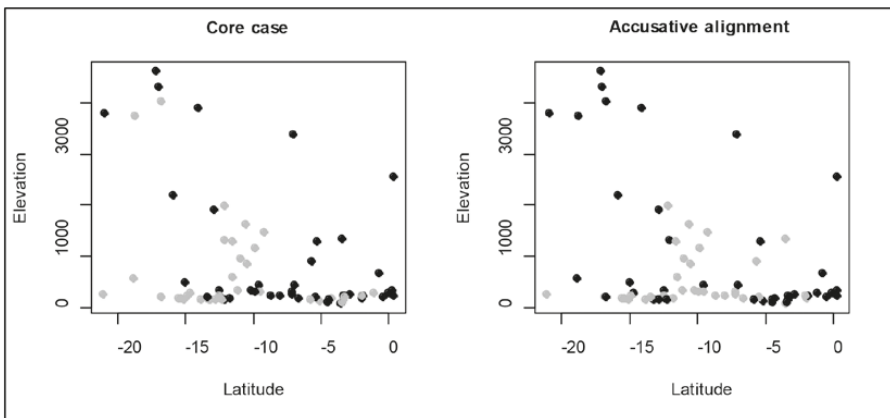 Core case
Accusative alignment
3000
1000
0
Elevation
-20 -15 -10 -5 0
Latitude
3000
1000
0
Elevation
-20 -15 -10 -5 0
Latitude